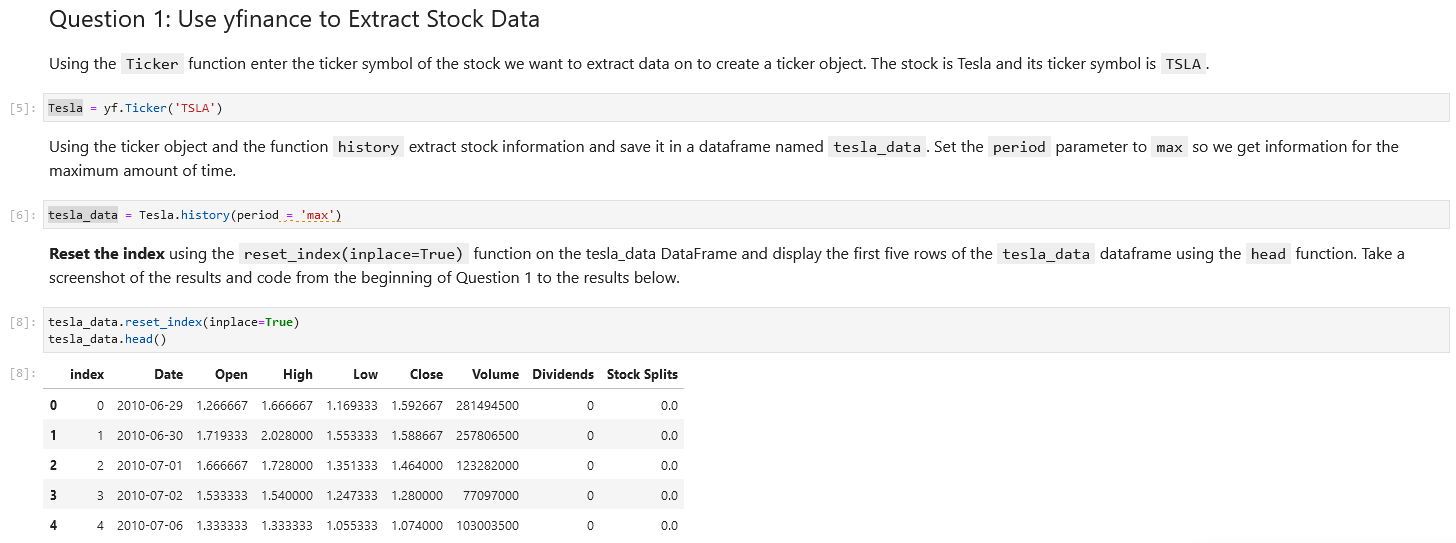 Question 1: Use yfinance to Extract Stock Data
Using the Ticker function enter the ticker symbol of the stock we want to extract data on to create a ticker object. The stock is Tesla and its ticker symbol is TSLA .
[5]: Tesla = yf.Ticker('TSLA')
Using the ticker object and the function history extract stock information and save it in a dataframe named tesla_data . Set the period parameter to max so we get information for the
maximum amount of time.
[6]: tesla_data = Tesla.history(period = 'max')
Reset the index using the reset_index(inplace=True) function on the tesla_data DataFrame and display the first five rows of the tesla_data dataframe using the head function. Take a
screenshot of the results and code from the beginning of Question 1 to the results below.
[8]: tesla_data.reset_index(inplace=True)
tesla_data.head()
[8]: index Date Open High Low Close Volume Dividends Stock Splits
0 0 2010-06-29 1.266667 1.666667 1.169333 1.592667 281494500 0 0.0
1 1 2010-06-30 1.719333 2.028000 1.553333 1.588667 257806500 0 0.0
2 2 2010-07-01 1.666667 1.728000 1.351333 1.464000 123282000 0 0.0
3 3 2010-07-02 1.533333 1.540000 1.247333 1.280000 77097000 0 0.0
4 4 2010-07-06 1.333333 1.333333 1.055333 1.074000 103003500 0 0.0